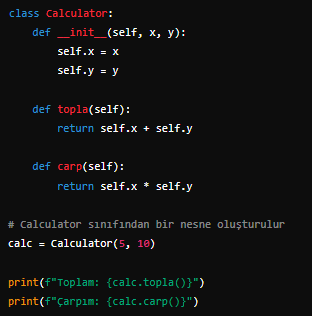 class Calculator:
    def __init__(self, x, y):
        self.x = x
        self.y = y

    def topla(self):
        return self.x + self.y

    def carp(self):
        return self.x * self.y

# Calculator sınıfından bir nesne oluşturulur
calc = Calculator(5, 10)

print(f"Toplam: {calc.topla()}")
print(f"Çarpım: {calc.carp()}")